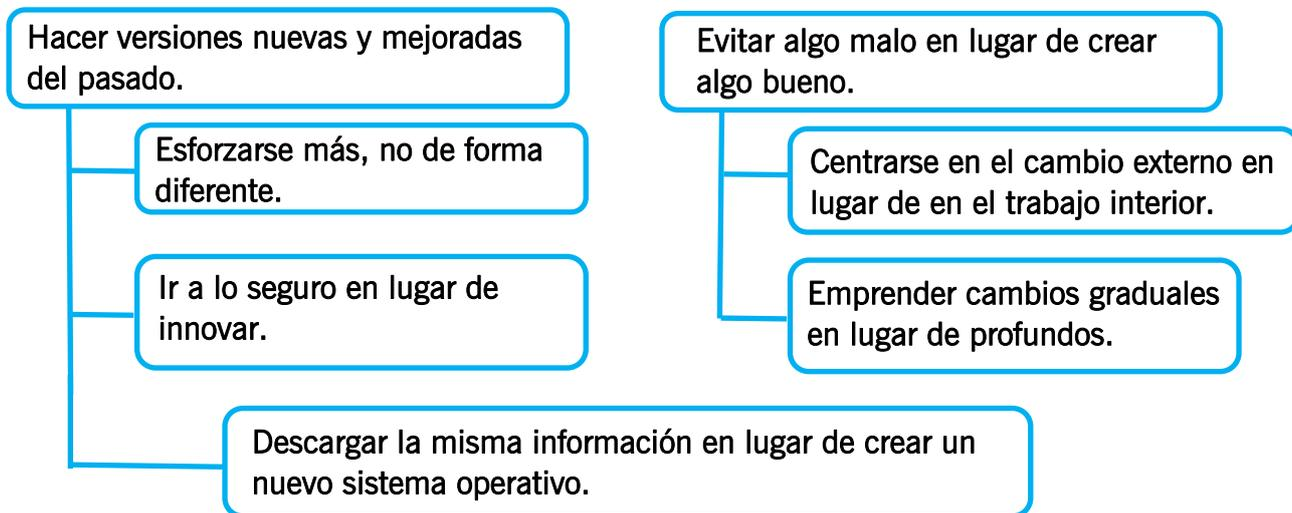 Hacer versiones nuevas y mejoradas
del pasado.
Esforzarse más, no de forma
diferente.
Ir a lo seguro en lugar de
innovar.
Descargar la misma información en lugar de crear un
nuevo sistema operativo.
Evitar algo malo en lugar de crear
algo bueno.
Centrarse en el cambio externo en
lugar de en el trabajo interior.
Emprender cambios graduales
en lugar de profundos.